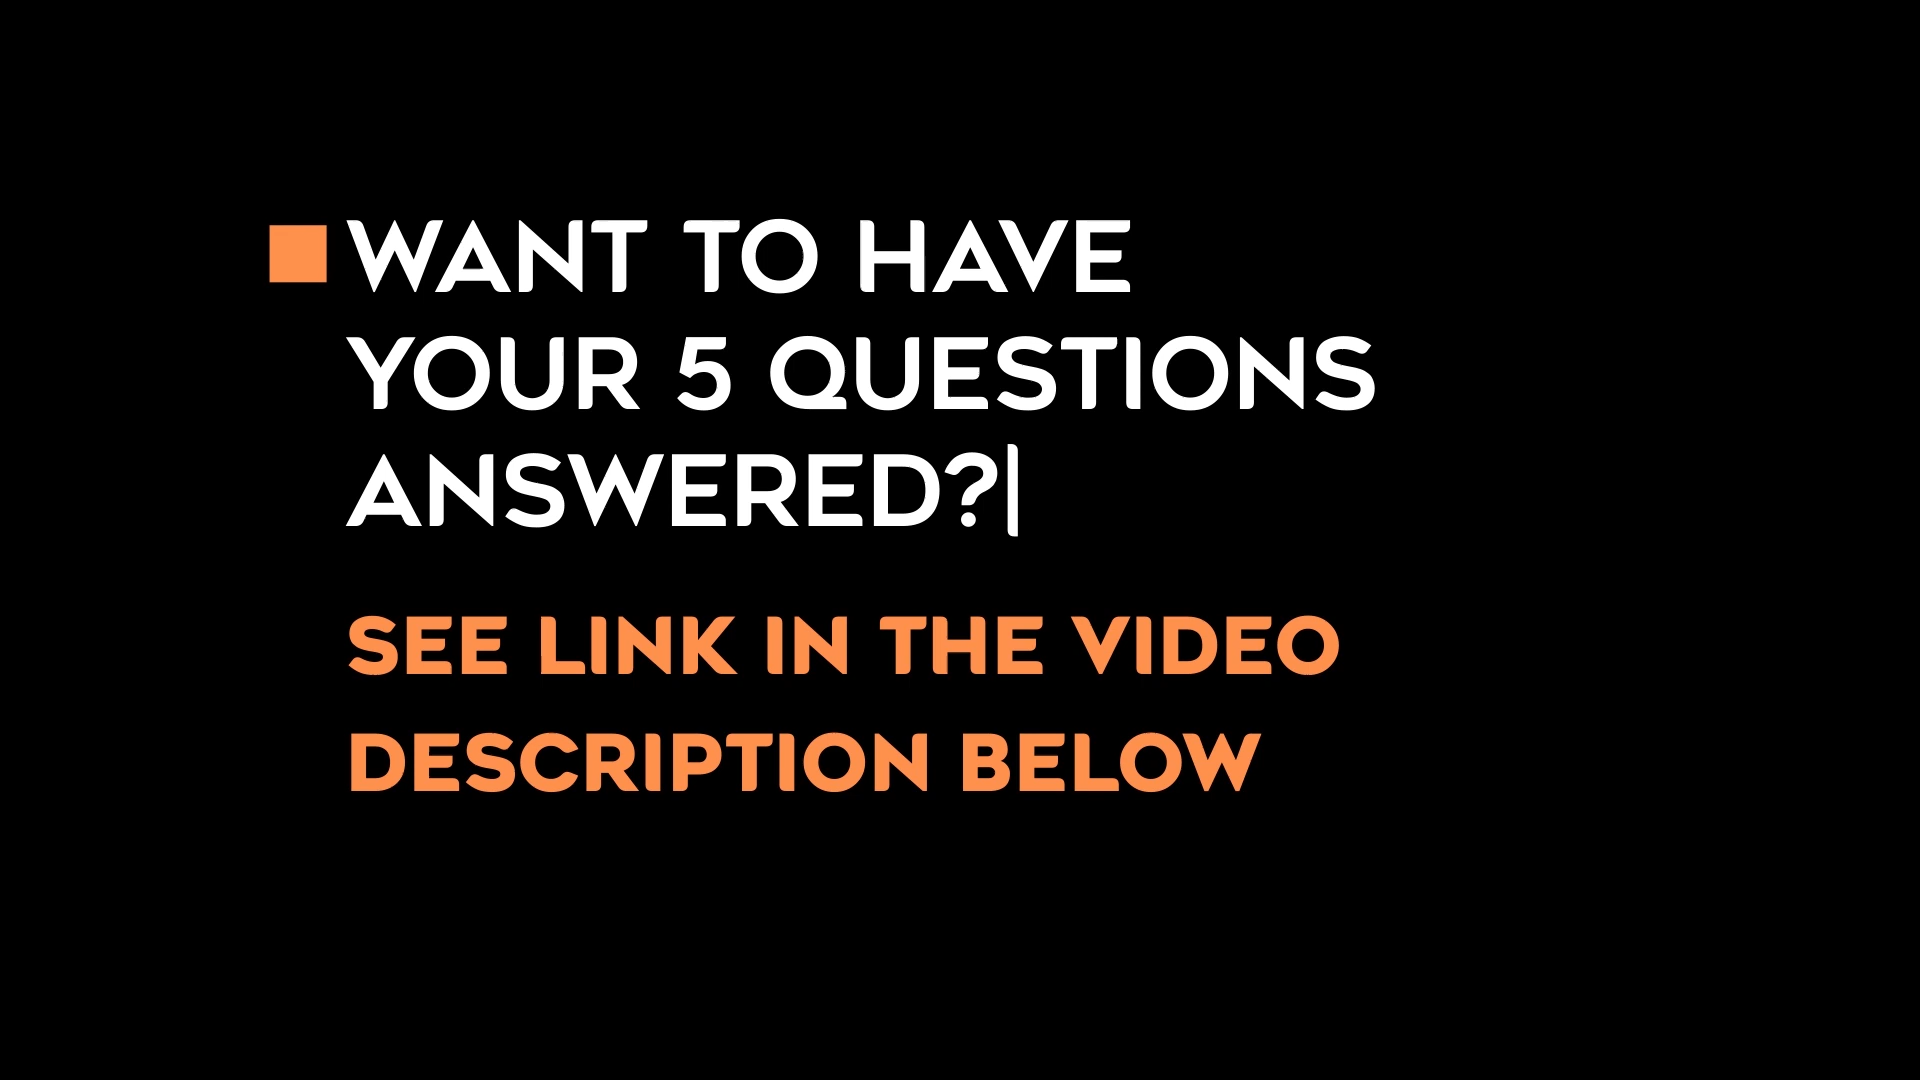 WANT TO HAVE
YOUR 5 QUESTIONS
ANSWERED?|
SEE LINK IN THE VIDEO
DESCRIPTION BELOW